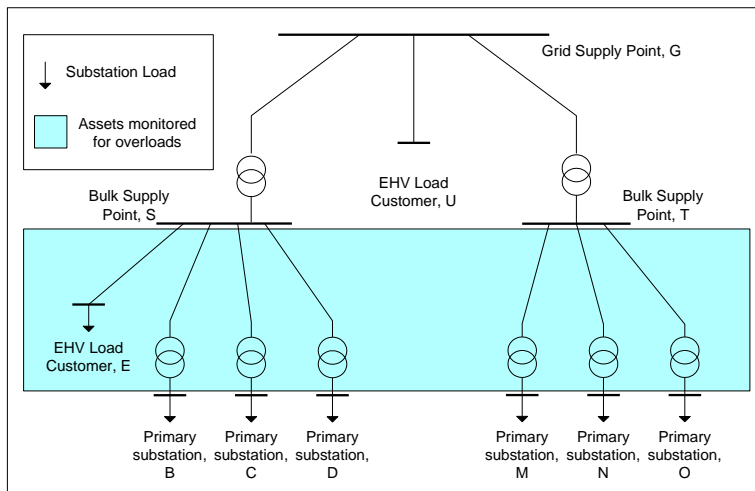 Grid Supply Point, G
Substation Load
Assets monitored
for overloads
EHV Load
Customer, U
Bulk Supply
Point, S
Bulk Supply
Point, T
EHV Load
Customer, E
Primary
substation,
B
Primary
substation,
C
Primary
substation,
D
Primary
substation,
M
Primary
substation,
N
Primary
substation,
O